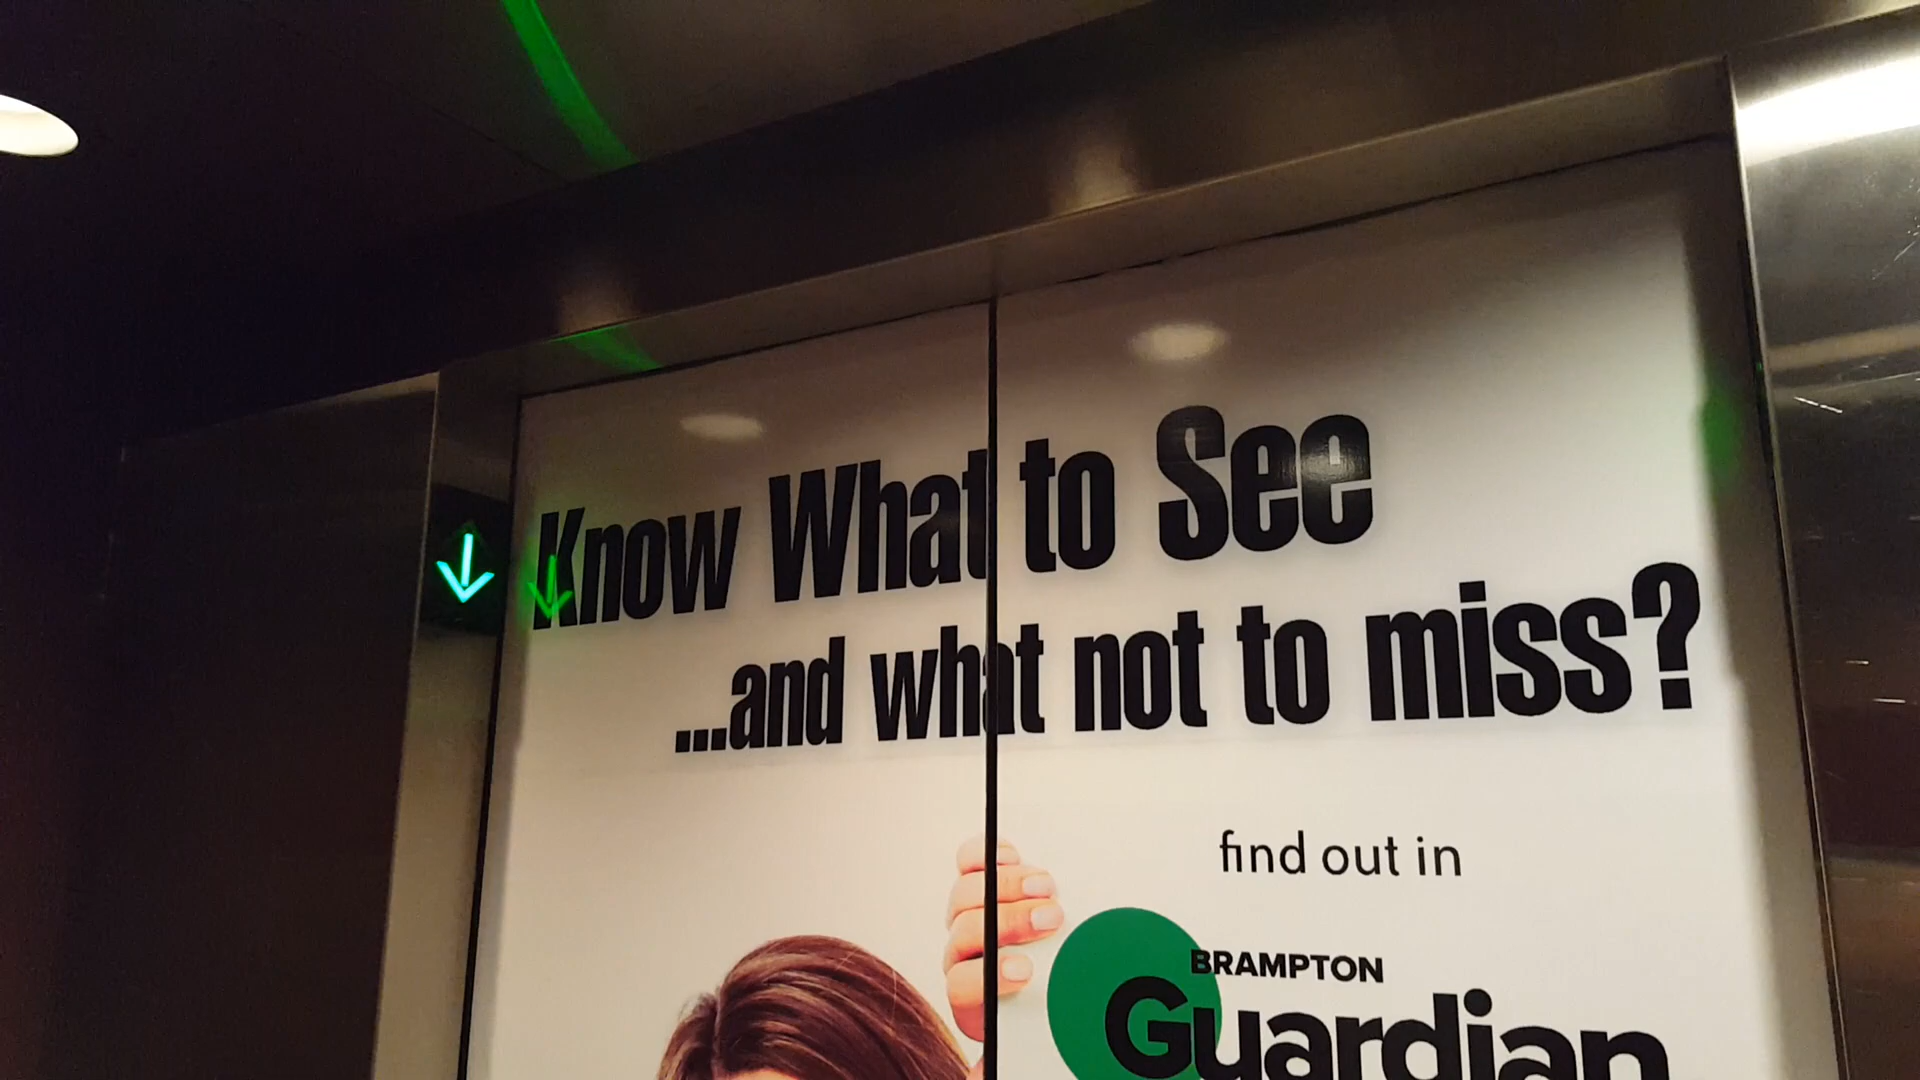 Know What to See
...and what not to miss?
find out in
BRAMPTON
Guardian